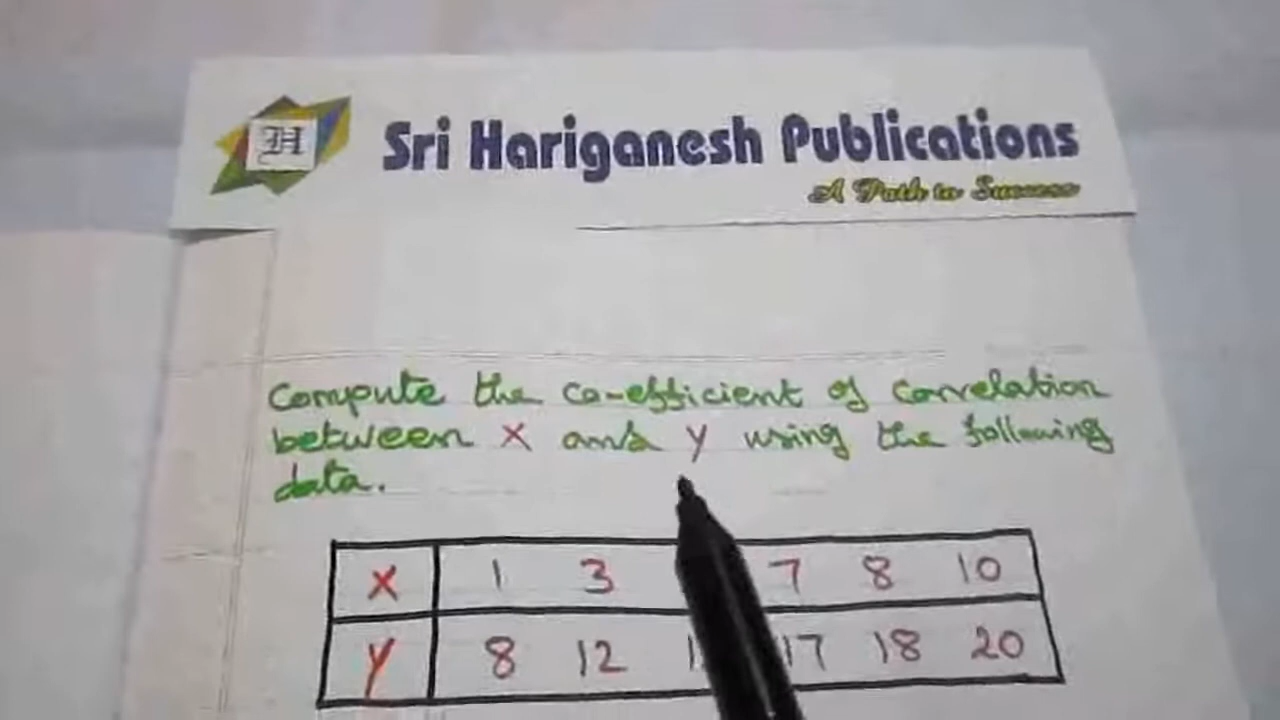 H
Sri Hariganesh Publications
A Path to Success
Compute the co-efficient of correlation
between X and Y using the following
data.
X 1 3 7 8 10
Y 8 12 17 18 20